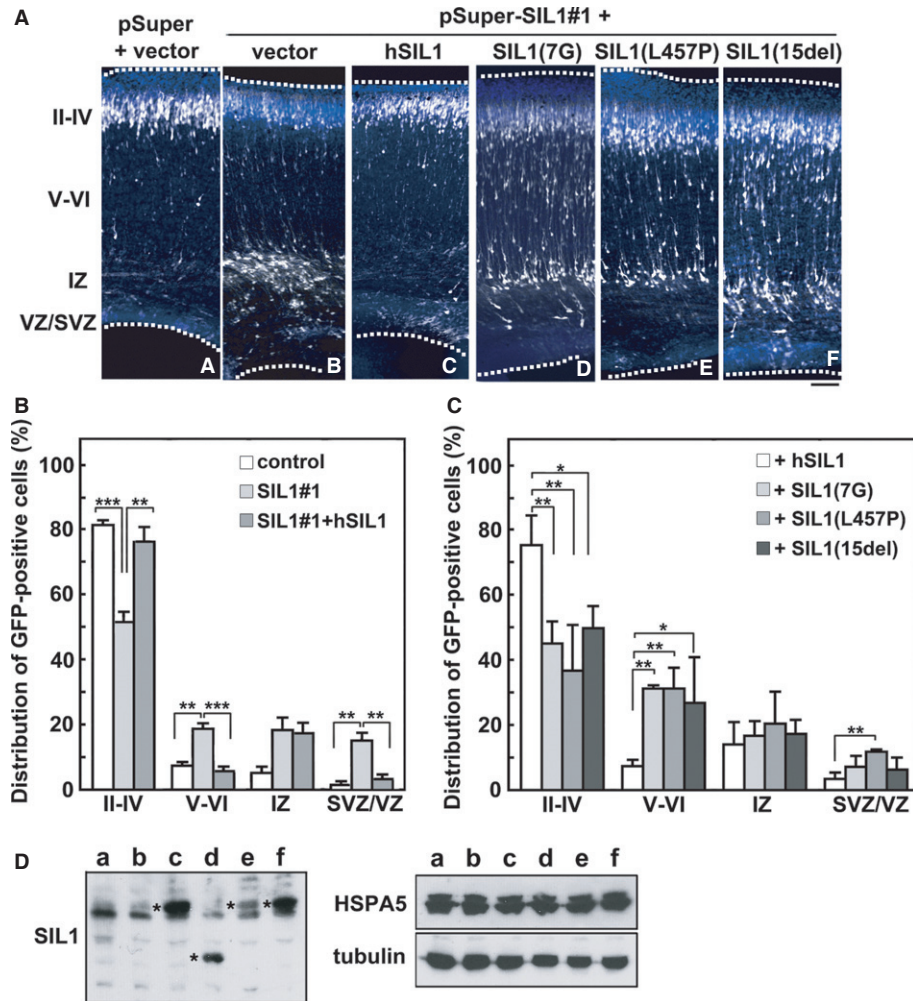 A
pSuper
+ vector
pSuper-SIL1#1 +
vector
hSIL1
SIL1(7G)
SIL1(L457P)
SIL1(15del)
II-IV
V-VI
IZ
VZ/SVZ
A
B
C
D
E
F
B
Distribution of GFP-positive cells (%)
100
80
60
40
20
0
control
SIL1#1
SIL1#1+hSIL1
*** **
** ***
** **
II-IV V-VI IZ SVZ/VZ
C
Distribution of GFP-positive cells (%)
100
80
60
40
20
0
+ hSIL1
+ SIL1(7G)
+ SIL1(L457P)
+ SIL1(15del)
*
**
**
*
**
**
**
II-IV V-VI IZ SVZ/VZ
D
a b c d e f
SIL1
* * * *
a b c d e f
HSPA5
tubulin